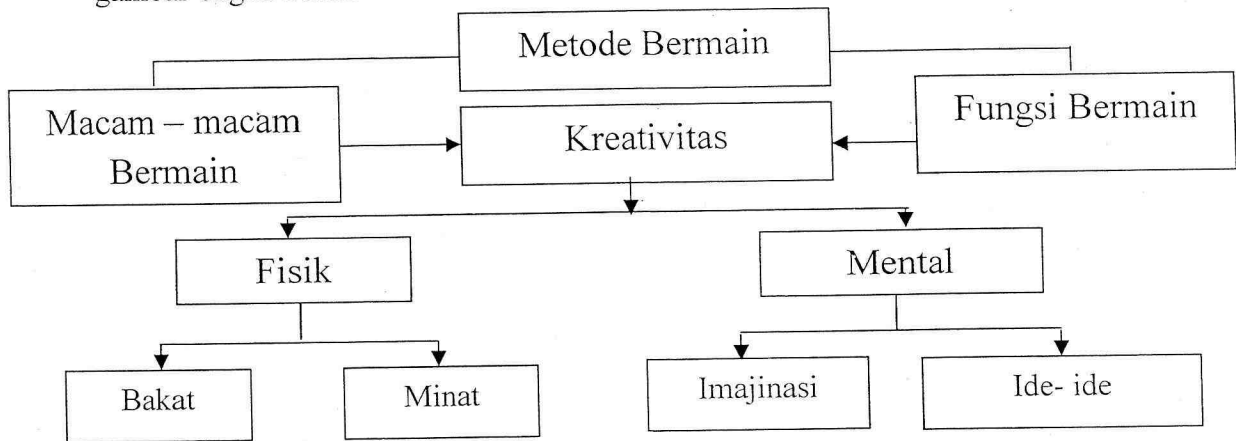 Metode Bermain
Macam – macam
Bermain
Kreativitas
Fungsi Bermain
Fisik
Mental
Bakat
Minat
Imajinasi
Ide- ide